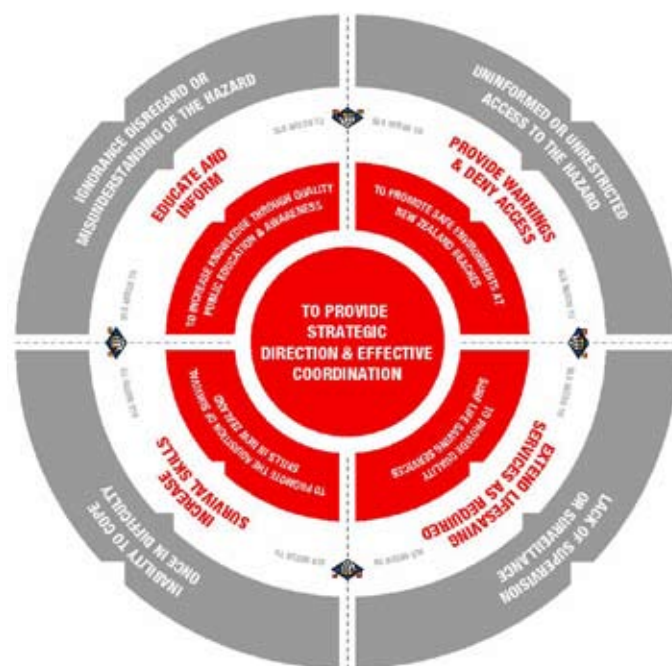 IGNORANCE DISREGARD OR
MISUNDERSTANDING OF THE HAZARD
UNINFORMED OR UNRESTRICTED
ACCESS TO THE HAZARD
EDUCATE AND
INFORM
PROVIDE WARNINGS
& DENY ACCESS
TO INCREASE KNOWLEDGE THROUGH QUALITY
PUBLIC EDUCATION & AWARENESS
TO PROMOTE SAFE ENVIRONMENTS AT
NEW ZEALAND BEACHES
TO PROVIDE
STRATEGIC
DIRECTION & EFFECTIVE
COORDINATION
TO PROMOTE THE AQUISITION OF SURVIVAL
SKILLS IN NEW ZEALAND
TO PROVIDE QUALITY
SURF LIFE SAVING SERVICES
INCREASE
SURVIVAL SKILLS
EXTEND LIFESAVING
SERVICES AS REQUIRED
INABILITY TO COPE
ONCE IN DIFFICULTY
LACK OF SUPERVISION
OR SURVEILLANCE